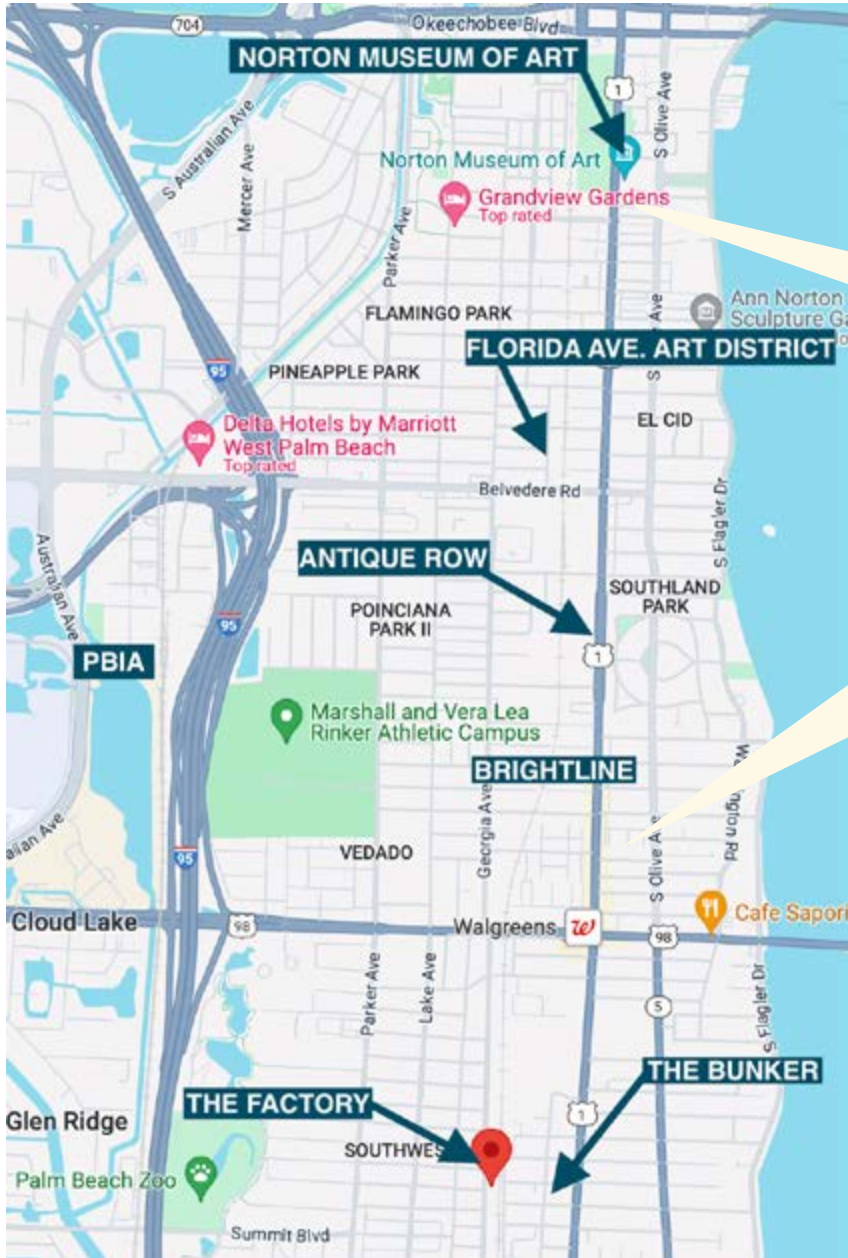 704
Okeechobee Blvd
NORTON MUSEUM OF ART
1
S Olive Ave
S Australian Ave
Mercer Ave
Norton Museum of Art
Grandview Gardens
Top rated
Parker Ave
Ann Norton
Sculpture Ga
FLAMINGO PARK
FLORIDA AVE. ART DISTRICT
95
PINEAPPLE PARK
EL CID
Delta Hotels by Marriott
West Palm Beach
Top rated
Belvedere Rd
S Flagler Dr
Australian Ave
ANTIQUE ROW
SOUTHLAND
PARK
POINCIANA
PARK II
95
1
PBIA
Marshall and Vera Lea
Rinker Athletic Campus
BRIGHTLINE
Georgia Ave
S Olive Ave
95
VEDADO
Cloud Lake
98
Walgreens
98
Cafe Sapori
Parker Ave
Lake Ave
5
S Flagler Dr
THE BUNKER
THE FACTORY
1
Glen Ridge
SOUTHWES
Palm Beach Zoo
Summit Blvd